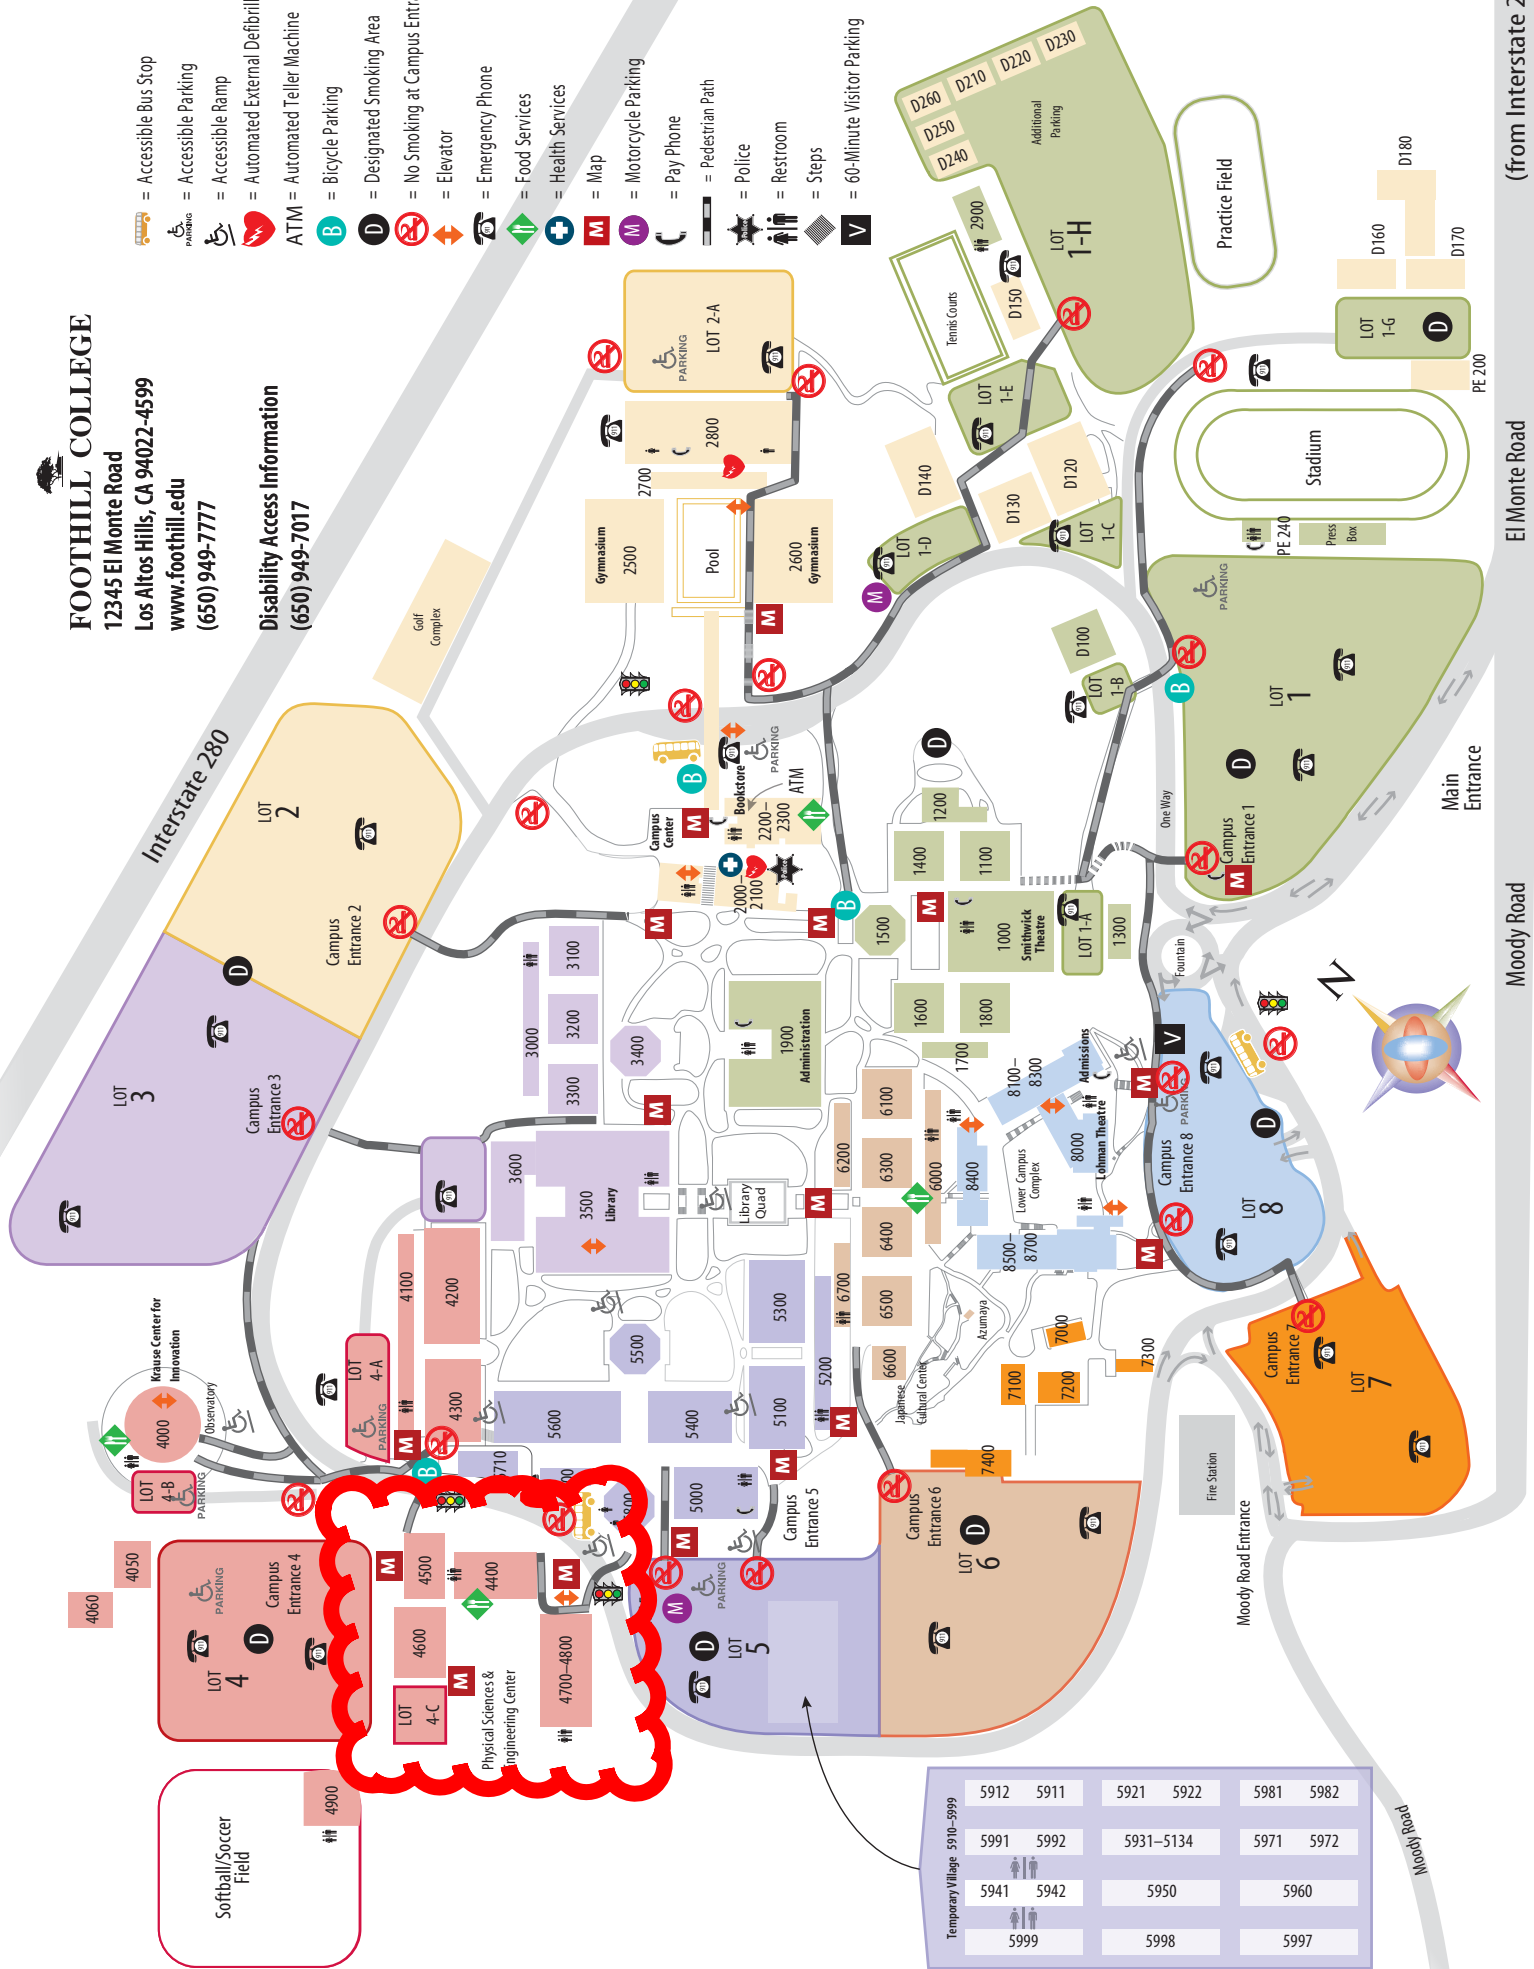 FOOTHILL COLLEGE
12345 El Monte Road
Los Altos Hills, CA 94022-4599
www.foothill.edu
(650) 949-7777
Disability Access Information
(650) 949-7017
= Accessible Bus Stop
PARKING
= Accessible Parking
= Accessible Ramp
= Automated External Defibrill
ATM = Automated Teller Machine
B = Bicycle Parking
D = Designated Smoking Area
= No Smoking at Campus Entra
= Elevator
911 = Emergency Phone
= Food Services
= Health Services
M = Map
M = Motorcycle Parking
= Pay Phone
= Pedestrian Path
= Police
= Restroom
= Steps
V = 60-Minute Visitor Parking
Interstate 280
LOT
2
Campus
Entrance 2
LOT
3
Campus
Entrance 3
D
Golf
Complex
LOT 2-A
PARKING
2800
2700
Gymnasium
2500
Pool
2600
Gymnasium
Campus
Center
Bookstore
ATM
PARKING
2200–
2300
2000–
2100
B
M
M
M
D260
D250
D240
D210
D220
D230
Additional
Parking
2900
LOT
1-H
Tennis Courts
D150
LOT
1-E
D140
D130
D120
LOT
1-D
LOT
1-C
M
D100
LOT
1-B
Practice Field
D180
D160
D170
LOT
1-G
D
PE 200
Stadium
PE 240
Press
Box
PARKING
LOT
1
D
B
One Way
Campus
Entrance 1
M
Main
Entrance
(from Interstate 2
El Monte Road
Moody Road
D
1200
1400
1100
1500
1000
Smithwick
Theatre
LOT 1-A
1300
1600
1800
1700
1900
Administration
M
B
M
Fountain
3000
3100
3200
3300
3400
3600
3500
Library
Library
Quad
M
M
6100
6200
6300
6000
6400
6700
6500
6600
8100–
8300
Admissions
8000
Lohman Theatre
8400
Lower Campus
Complex
8500–
8700
M
M
V
PARKING
Campus
Entrance 8
D
LOT
8
N
Azumaya
Japanese
Cultural Center
7000
7100
7200
7300
7400
Campus
Entrance 7
LOT
7
Fire Station
Moody Road Entrance
Moody Road
Krause Center for
Innovation
4000
Observatory
LOT
4-B
PARKING
LOT
4-A
PARKING
4100
4200
4300
M
B
5710
5600
5500
5400
5300
5200
5100
5000
M
M
M
Campus
Entrance 5
4060
4050
Campus
Entrance 4
PARKING
LOT
4
D
4500
4400
4600
M
M
M
LOT
4-C
4700–4800
Physical Sciences &
4900
Softball/Soccer
Field
M
PARKING
D
LOT
5
Campus
Entrance 6
LOT
6
D
Temporary Village 5910–5999
5912 5911
5921 5922
5981 5982
5991 5992
5931–5134
5971 5972
5941 5942
5950
5960
5999
5998
5997